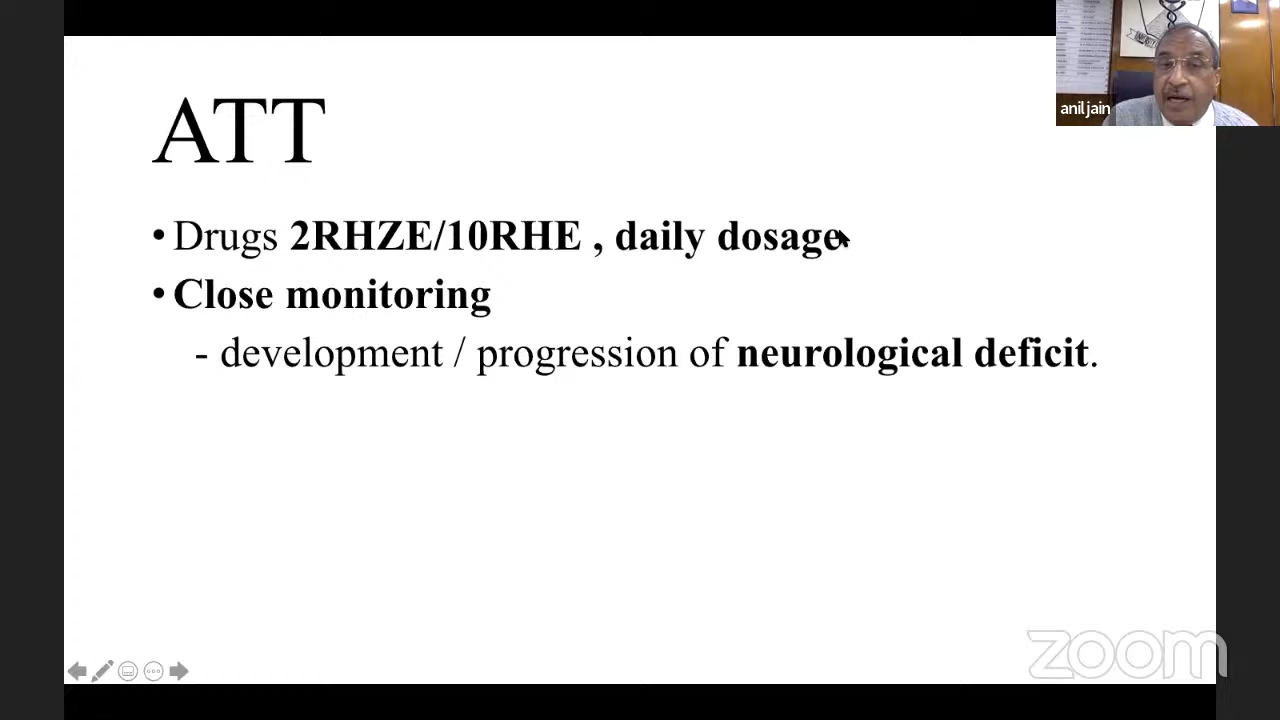 anil jain
ATT
• Drugs 2RHZE/10RHE , daily dosage
• Close monitoring
- development / progression of neurological deficit.
zoom